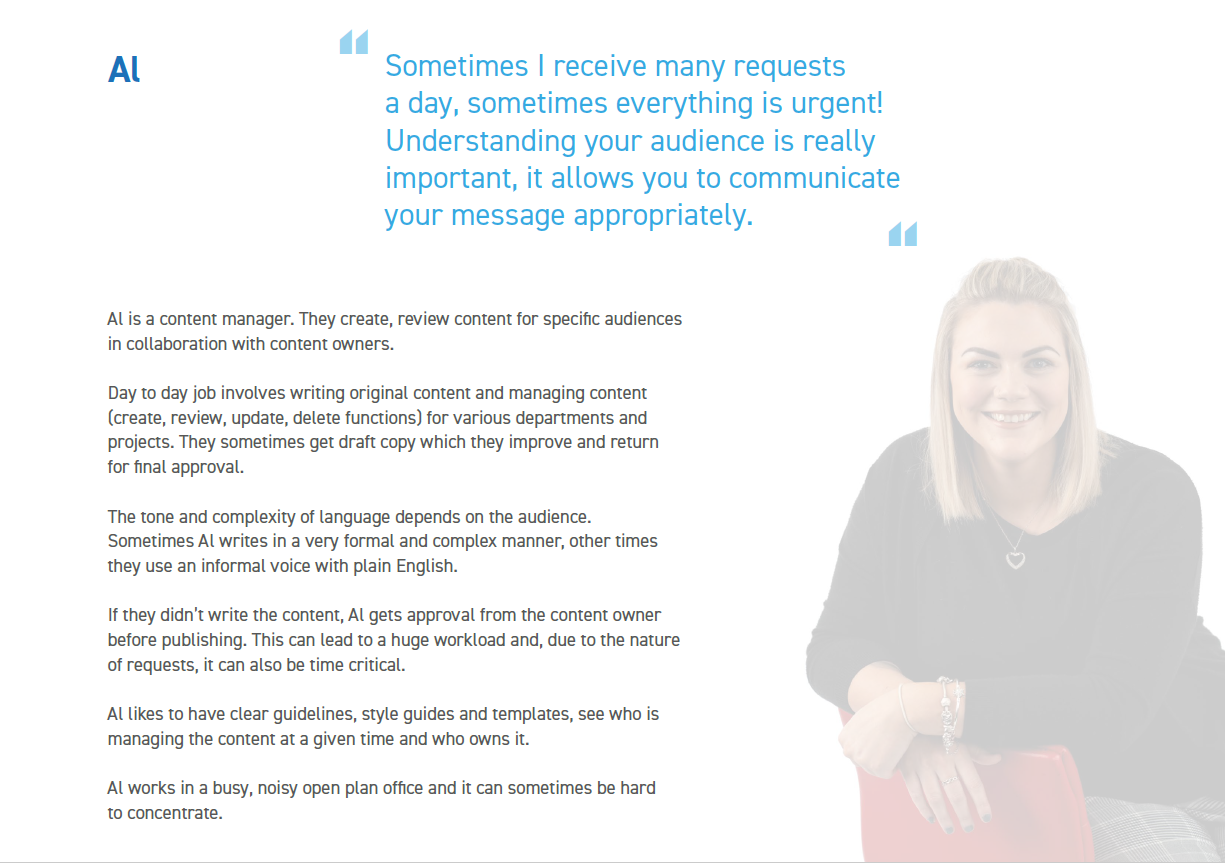 Al
Sometimes I receive many requests
a day, sometimes everything is urgent!
Understanding your audience is really
important, it allows you to communicate
your message appropriately.
Al is a content manager. They create, review content for specific audiences
in collaboration with content owners.
Day to day job involves writing original content and managing content
(create, review, update, delete functions) for various departments and
projects. They sometimes get draft copy which they improve and return
for final approval.
The tone and complexity of language depends on the audience.
Sometimes Al writes in a very formal and complex manner, other times
they use an informal voice with plain English.
If they didn't write the content, Al gets approval from the content owner
before publishing. This can lead to a huge workload and, due to the nature
of requests, it can also be time critical.
Al likes to have clear guidelines, style guides and templates, see who is
managing the content at a given time and who owns it.
Al works in a busy, noisy open plan office and it can sometimes be hard
to concentrate.